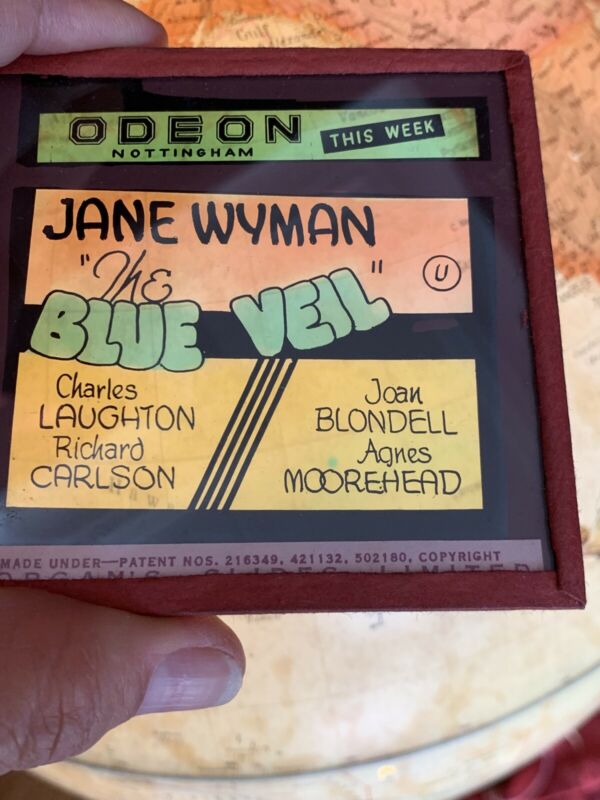 ODEON
NOTTINGHAM
THIS WEEK
JANE WYMAN
"The
BLUE VEIL"
U
Charles
LAUGHTON
Richard
CARLSON
Joan
BLONDELL
Agnes
MOOREHEAD
MADE UNDER—PATENT NOS. 216349, 421132, 502180, COPYRIGHT